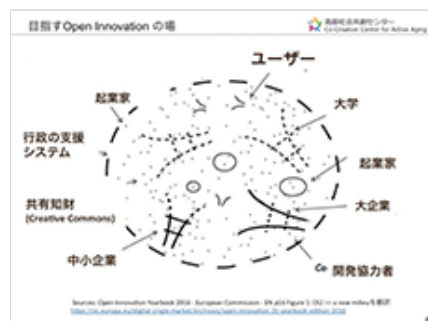 目指すOpen Innovation の場
高齢社会共創センター
Co-Creation Center for Active Aging
ユーザー
起業家
大学
行政の支援
システム
起業家
共有知財
(Creative Commons)
大企業
中小企業
Co- 開発協力者
Sources: Open Innovation Yearbook 2016 - European Commission -